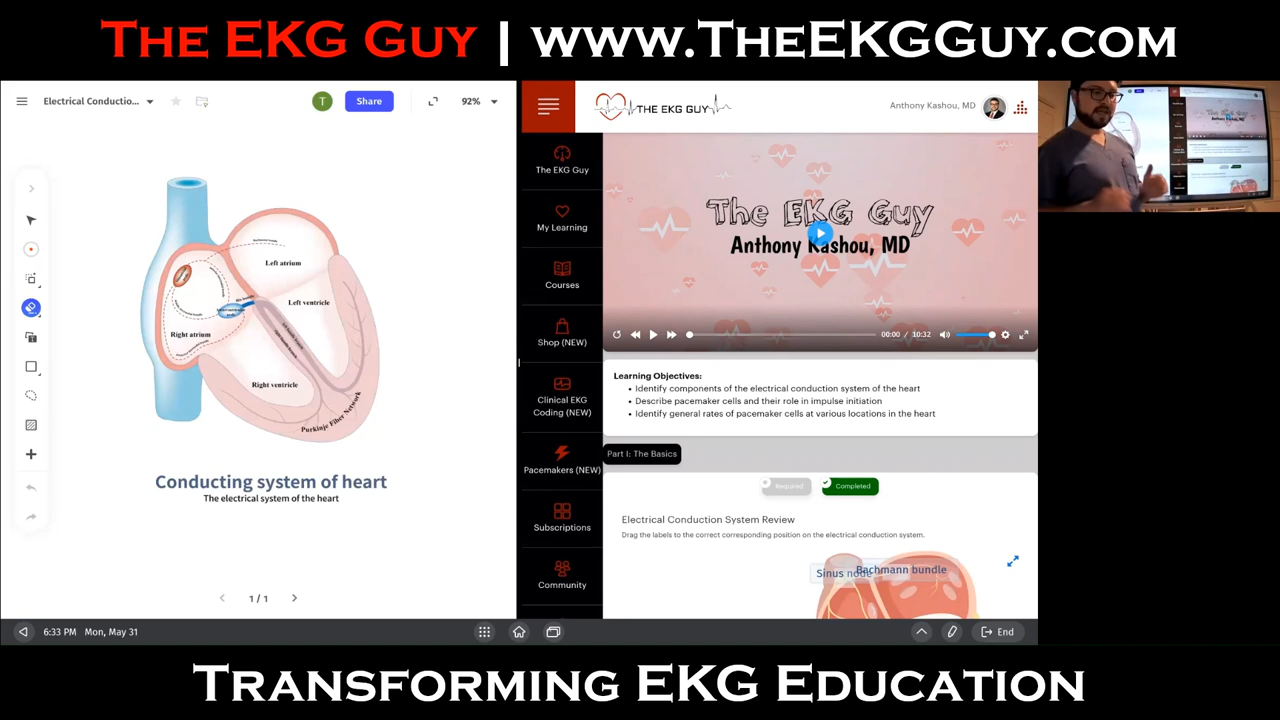 The EKG Guy | www.TheEKGGuy.com
Electrical Conductio...
T
Share
92%
Left atrium
Left ventricle
Right atrium
Right ventricle
Purkinje Fiber Network
Conducting system of heart
The electrical system of the heart
1 / 1
THE EKG GUY
Anthony Kashou, MD
The EKG Guy
My Learning
Courses
Shop (NEW)
Clinical EKG
Coding (NEW)
Pacemakers (NEW)
Subscriptions
Community
The EKG Guy
Anthony Kashou, MD
00:00 / 10:32
Learning Objectives:
• Identify components of the electrical conduction system of the heart
• Describe pacemaker cells and their role in impulse initiation
• Identify general rates of pacemaker cells at various locations in the heart
Part I: The Basics
Required
Completed
Electrical Conduction System Review
Drag the labels to the correct corresponding position on the electrical conduction system.
Sinus node
Bachmann bundle
6:33 PM Mon, May 31
End
Transforming EKG Education